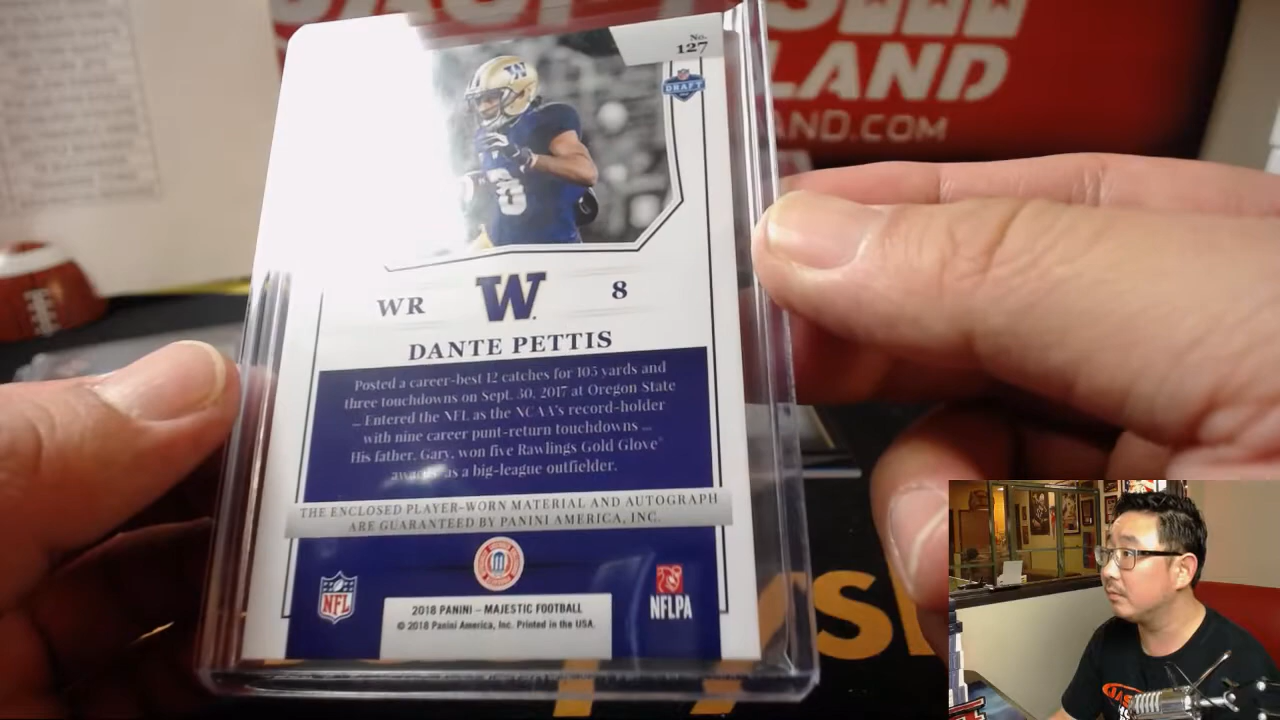 LAND
AND.COM
No.
127
DRAFT
W
8
WR W 8
DANTE PETTIS
Posted a career-best 12 catches for 105 yards and
three touchdowns on Sept. 30, 2017 at Oregon State
– Entered the NFL as the NCAA's record-holder
with nine career punt-return touchdowns –
His father, Gary, won five Rawlings Gold Glove®
awards as a big-league outfielder.
THE ENCLOSED PLAYER-WORN MATERIAL AND AUTOGRAPH
ARE GUARANTEED BY PANINI AMERICA, INC.
NFL
NFLPA
2018 PANINI – MAJESTIC FOOTBALL
© 2018 Panini America, Inc. Printed in the USA.